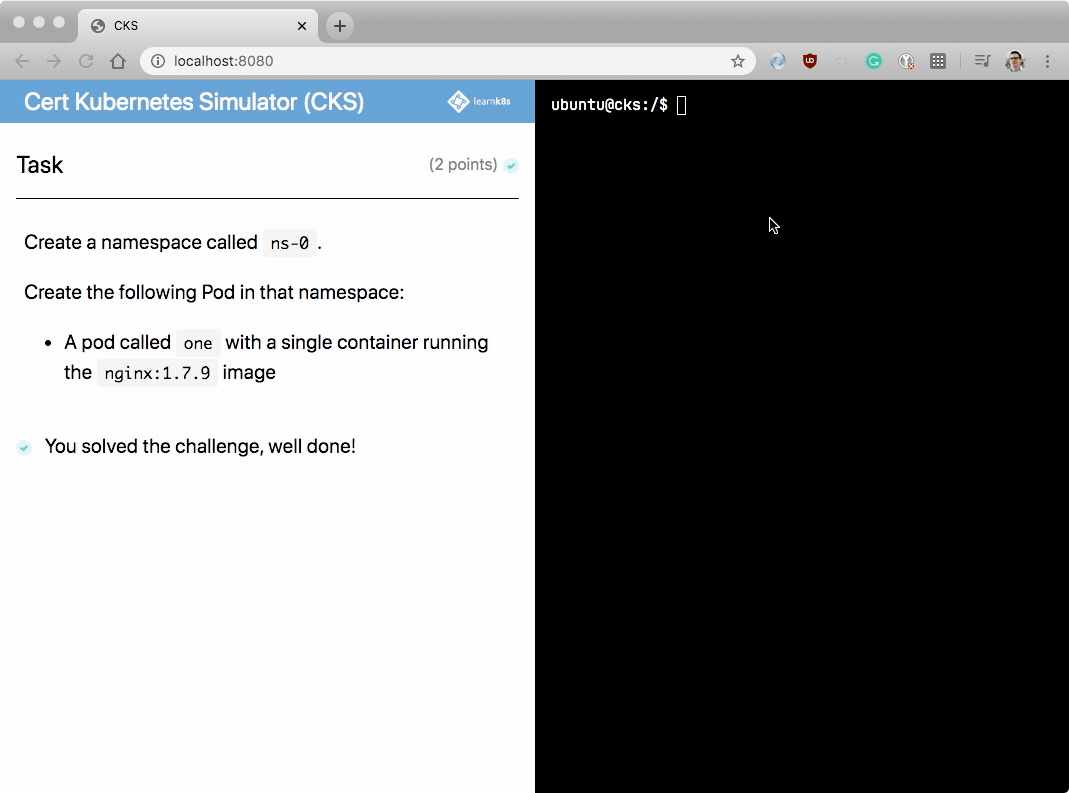 CKS
localhost:8080
Cert Kubernetes Simulator (CKS)
learnk8s
ubuntu@cks:/$
Task
(2 points)
Create a namespace called ns-0 .
Create the following Pod in that namespace:
• A pod called one with a single container running
the nginx:1.7.9 image
You solved the challenge, well done!